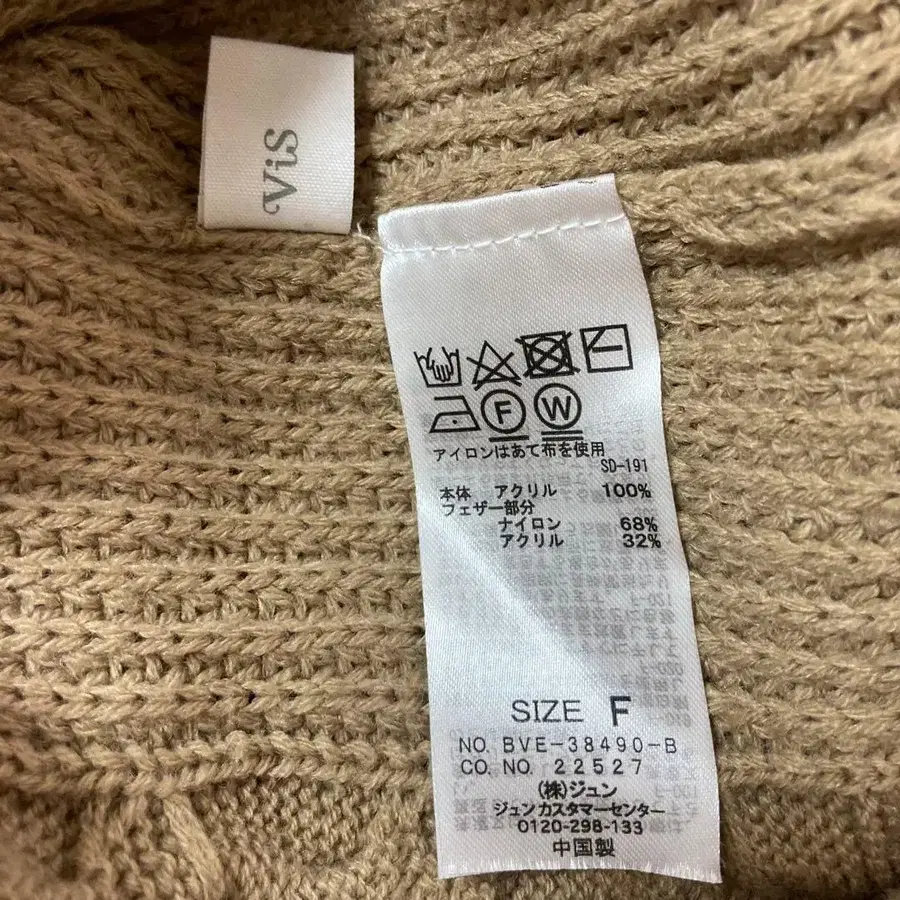 ViS
F W
アイロンはあて布を使用
SD-191
本体 アクリル 100%
フェザー部分
ナイロン 68%
アクリル 32%
SIZE F
NO. BVE-38490-B
CO. NO. 22527
(株)ジュン
ジュンカスタマーセンター
0120-298-133
中国製